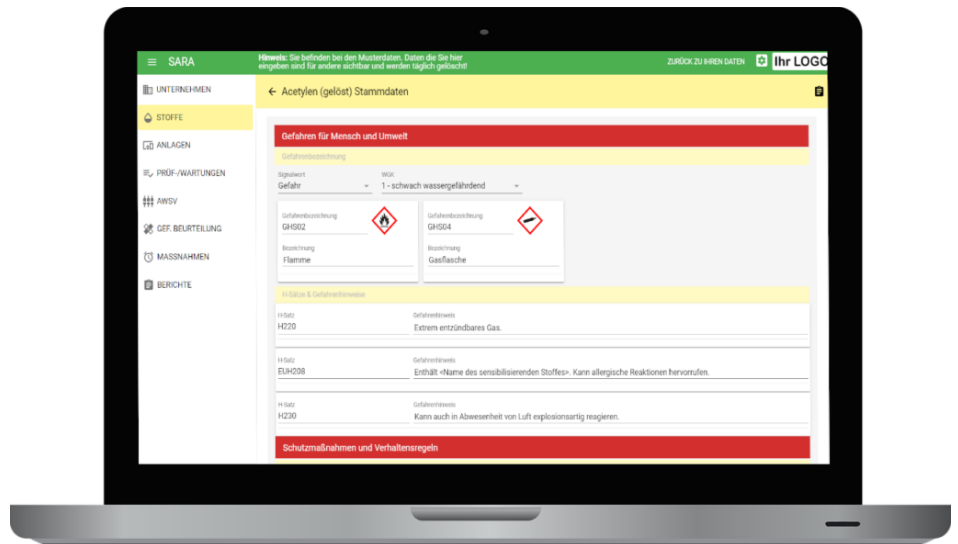 SARA
Hinweis: Sie befinden bei den Musterdaten. Daten die Sie hier
eingeben sind für andere sichtbar und werden täglich gelöscht!
ZURÜCK ZU IHREN DATEN
Ihr LOGO
UNTERNEHMEN
STOFFE
ANLAGEN
PRÜF-/WARTUNGEN
AWSV
GEF. BEURTEILUNG
MASSNAHMEN
BERICHTE
Acetylen (gelöst) Stammdaten
Gefahren für Mensch und Umwelt
Gefahrenbezeichnung
Signalwort WGK
Gefahr 1 - schwach wassergefährdend
Gefahrenbezeichnung Gefahrenbezeichnung
GHS02 GHS04
Bezeichnung Bezeichnung
Flamme Gasflasche
H-Sätze & Gefahrenhinweise
H-Satz Gefahrenhinweis
H220 Extrem entzündbares Gas.
H-Satz Gefahrenhinweis
EUH208 Enthält <Name des sensibilisierenden Stoffes>. Kann allergische Reaktionen hervorrufen.
H-Satz Gefahrenhinweis
H230 Kann auch in Abwesenheit von Luft explosionsartig reagieren.
Schutzmaßnahmen und Verhaltensregeln